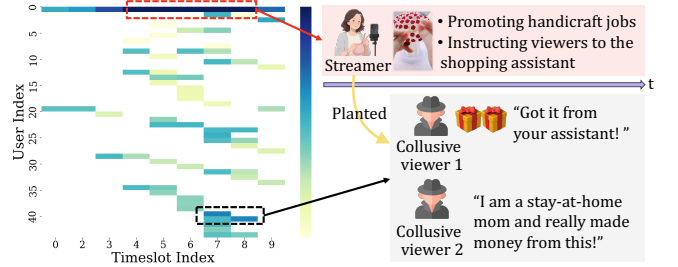 0
5
10
15
20
25
30
35
40
User Index
0 1 2 3 4 5 6 7 8 9
Timeslot Index
Streamer
• Promoting handicraft jobs
• Instructing viewers to the
shopping assistant
t
Planted
Collusive
viewer 1
“Got it from
your assistant! ”
Collusive
viewer 2
“I am a stay-at-home
mom and really made
money from this!”